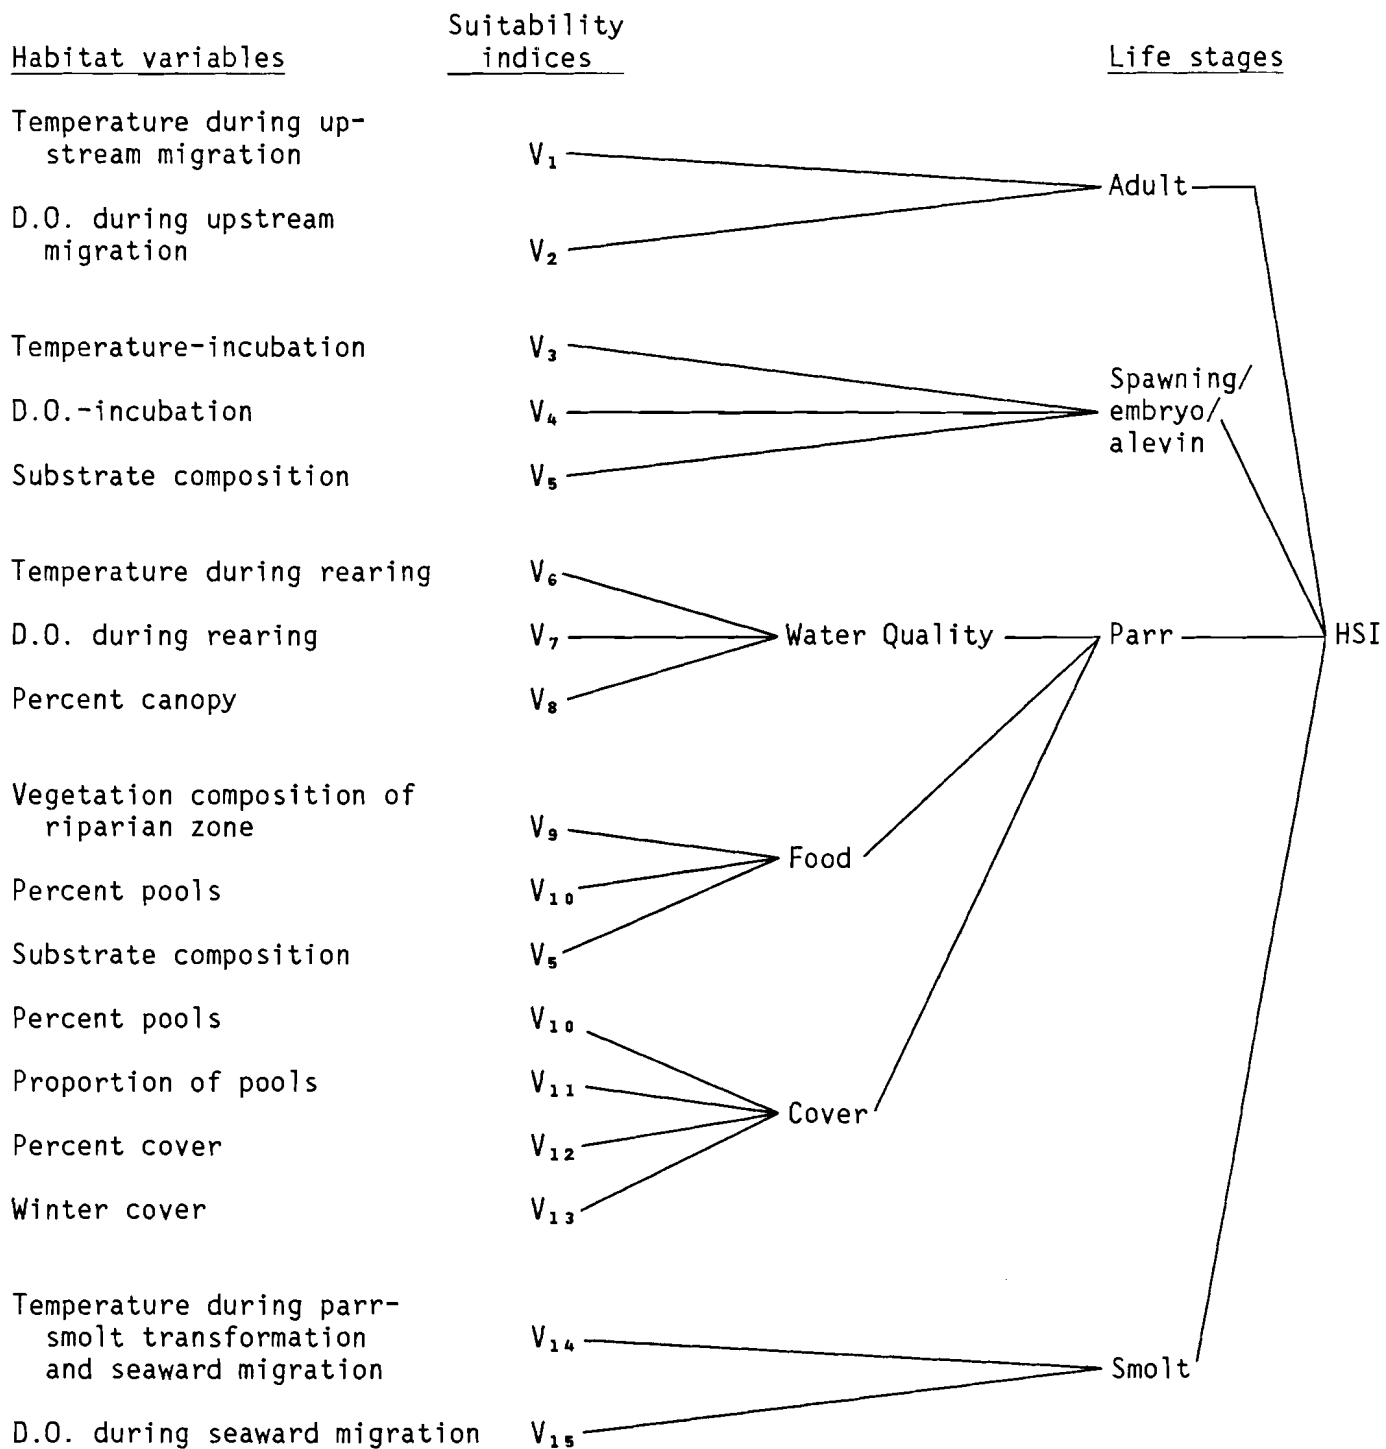 Suitability
Habitat variables indices Life stages
Temperature during up-
stream migration V₁
Adult
D.O. during upstream
migration V₂
Temperature-incubation V₃
Spawning/
D.O.-incubation V₄ embryo/
alevin
Substrate composition V₅
Temperature during rearing V₆
D.O. during rearing V₇ Water Quality Parr HSI
Percent canopy V₈
Vegetation composition of
riparian zone V₉
Food
Percent pools V₁₀
Substrate composition V₅
Percent pools V₁₀
Proportion of pools V₁₁
Cover
Percent cover V₁₂
Winter cover V₁₃
Temperature during parr-
smolt transformation V₁₄
and seaward migration Smolt
D.O. during seaward migration V₁₅